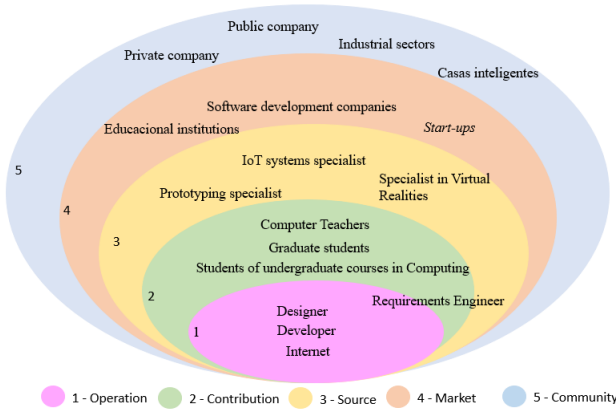 Public company
Industrial sectors
Private company
Casas inteligentes
Software development companies
Educacional institutions
Start-ups
5
IoT systems specialist
Specialist in Virtual
Realities
Prototyping specialist
4
Computer Teachers
3
Graduate students
Students of undergraduate courses in Computing
2
Requirements Engineer
Designer
1
Developer
Internet
1 - Operation
2 - Contribution
3 - Source
4 - Market
5 - Community